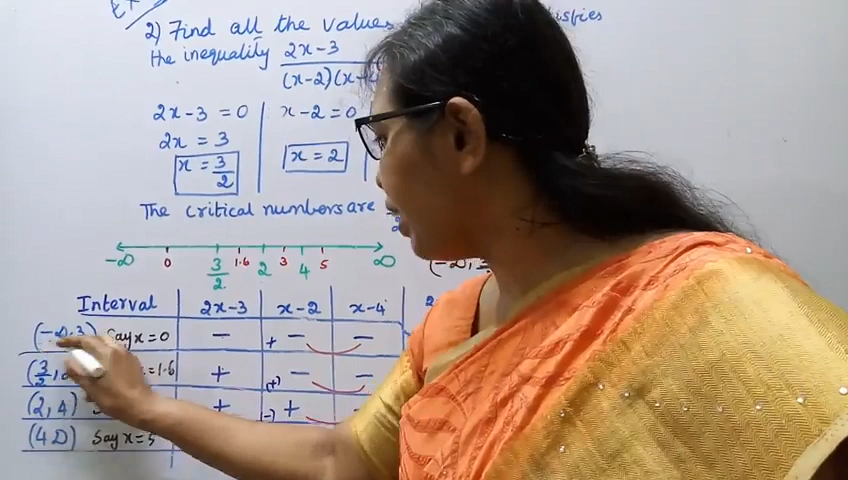 2) Find all the values
the inequality 2x-3
(x-2)(x-4
2x-3 = 0 x-2 = 0
2x = 3
x = 3/2 x = 2
The critical numbers are
-∞ 0 3/2 1.6 2 3 4 5 ∞
(-∞, 3
Interval 2x-3 x-2 x-4
(-∞, 3 Say x = 0 - + - -
(3/2, = 1.6 + (+) - -
(2, 4) + (-) + -
(4 ∞) Say x = 5